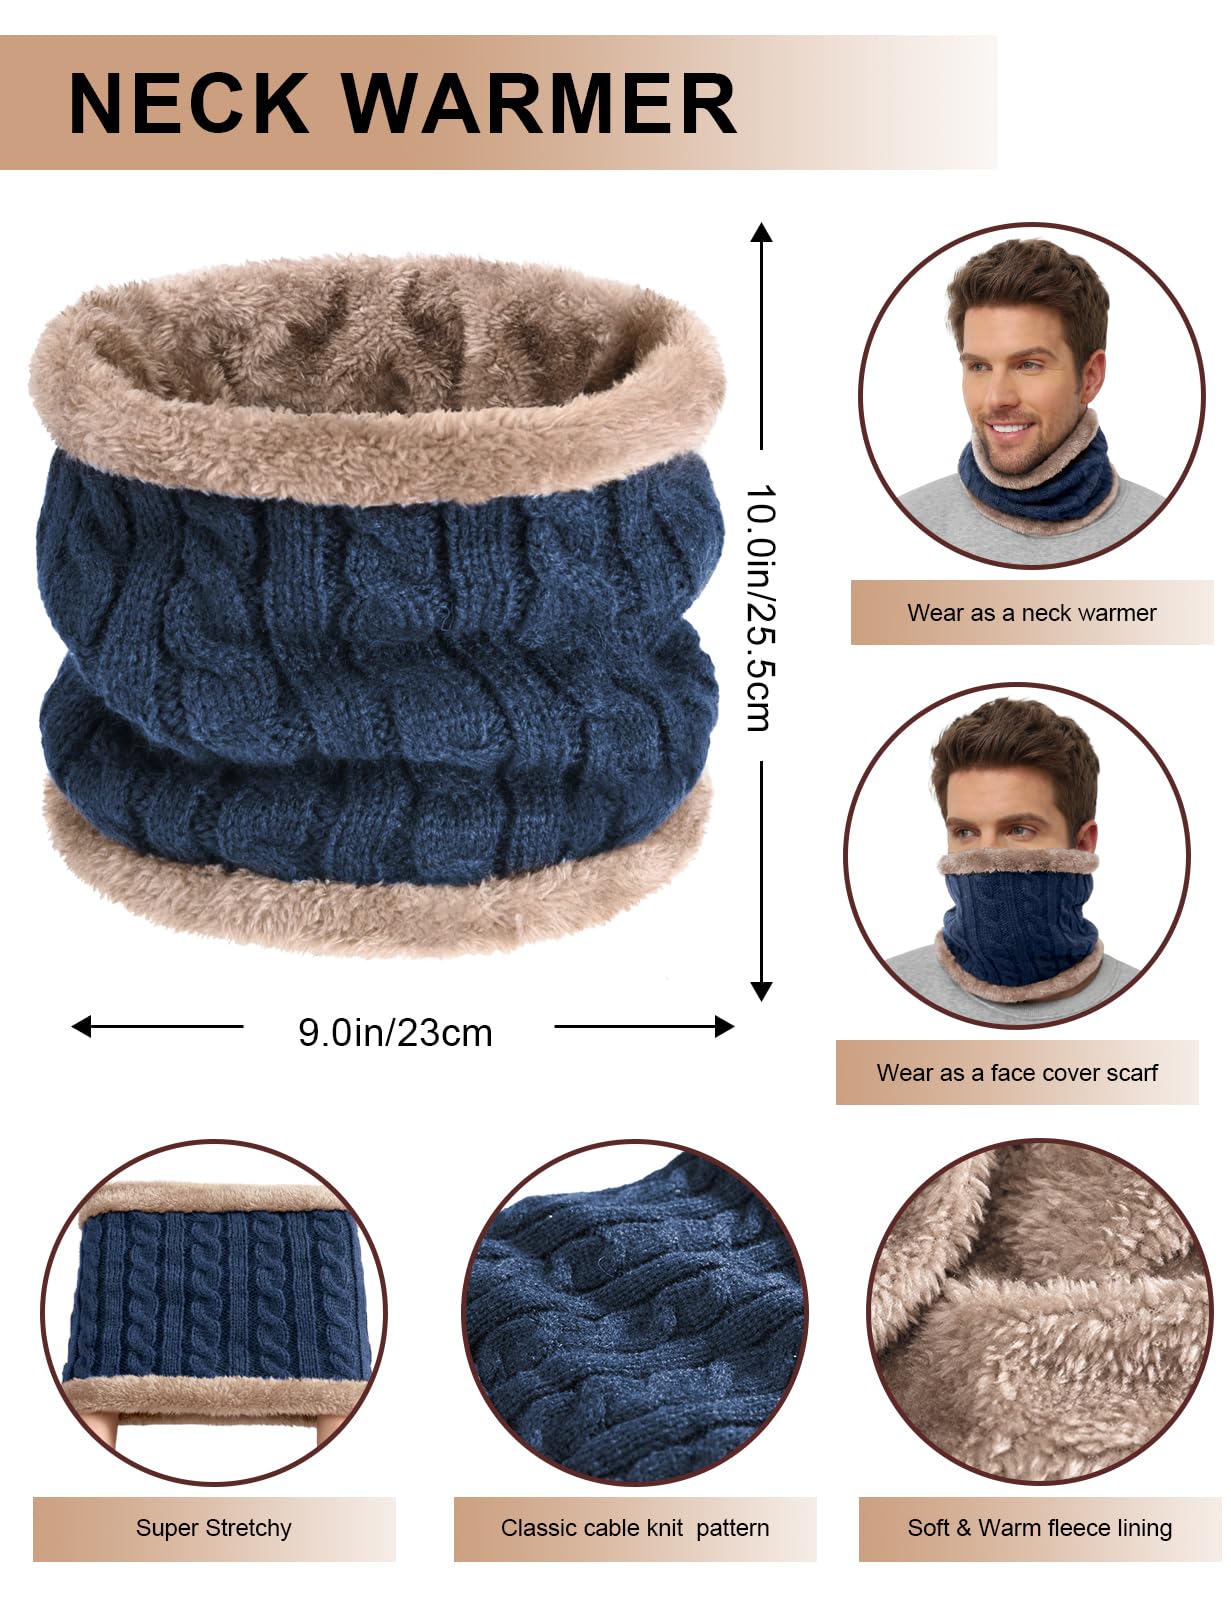 NECK WARMER
10.0in/25.5cm
Wear as a neck warmer
9.0in/23cm
Wear as a face cover scarf
Super Stretchy
Classic cable knit  pattern
Soft & Warm fleece lining